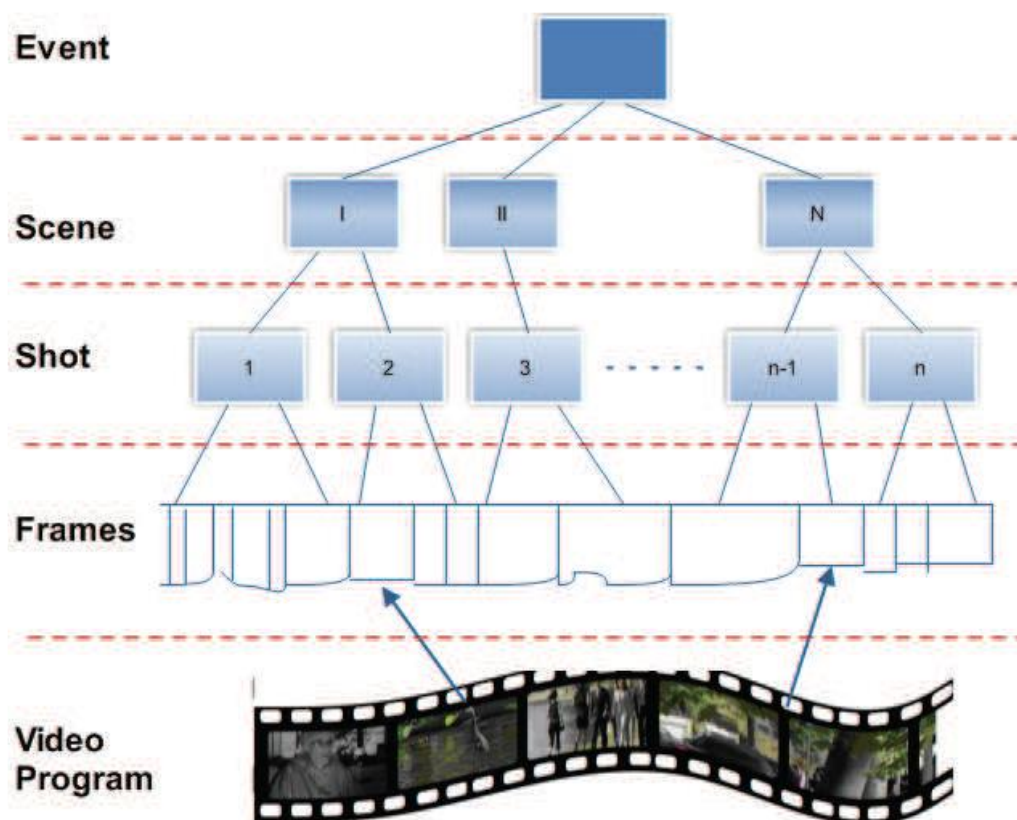 Event
Scene
I
II
N
Shot
1
2
3
n-1
n
Frames
Video
Program